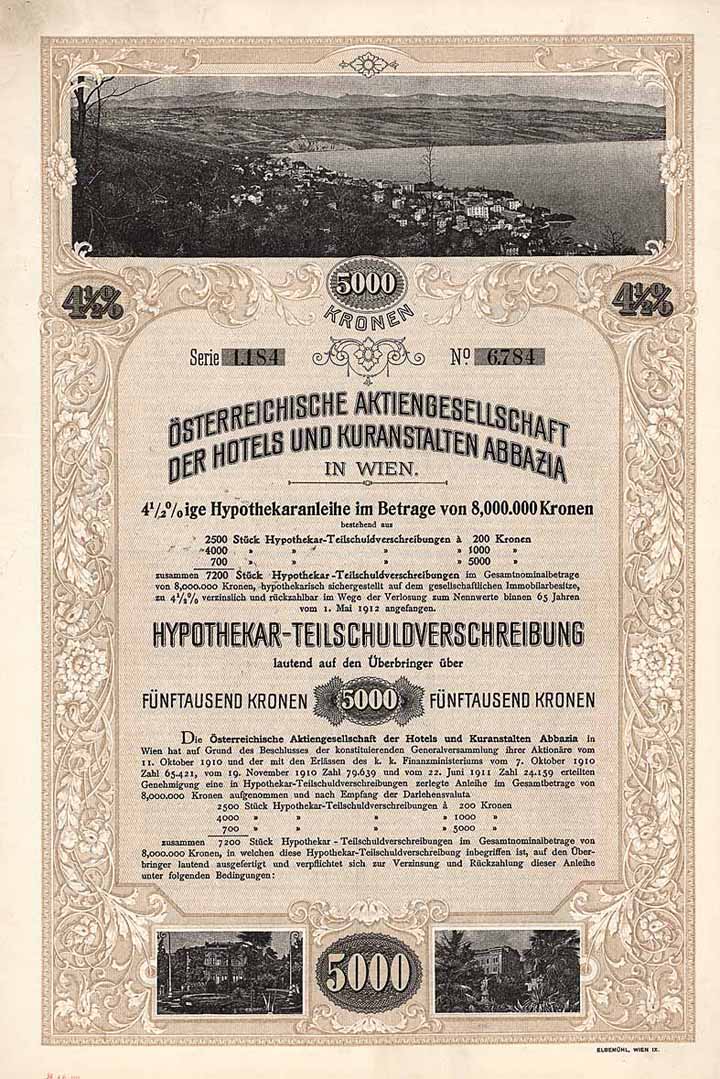 4½%
5000
KRONEN
4½%
Serie 1.184 No. 6.784
ÖSTERREICHISCHE AKTIENGESELLSCHAFT
DER HOTELS UND KURANSTALTEN ABBAZIA
IN WIEN.
4½%ige Hypothekaranleihe im Betrage von 8,000.000 Kronen
bestehend aus
2500 Stück Hypothekar-Teilschuldverschreibungen à 200 Kronen
4000 » » » 1000 »
700 » » » 5000 »
zusammen 7200 Stück Hypothekar-Teilschuldverschreibungen im Gesamtnominalbetrage
von 8,000.000 Kronen, hypothekarisch sichergestellt auf dem gesellschaftlichen Immobiliarbesitze,
zu 4½% verzinslich und rückzahlbar im Wege der Verlosung zum Nennwerte binnen 65 Jahren
vom 1. Mai 1912 angefangen.
HYPOTHEKAR-TEILSCHULDVERSCHREIBUNG
lautend auf den Überbringer über
FÜNFTAUSEND KRONEN 5000 FÜNFTAUSEND KRONEN
Die Österreichische Aktiengesellschaft der Hotels und Kuranstalten Abbazia in
Wien hat auf Grund des Beschlusses der konstituierenden Generalversammlung ihrer Aktionäre vom
11. Oktober 1910 und der mit den Erlässen des k. k. Finanzministeriums vom 7. Oktober 1910
Zahl 65.421, vom 19. November 1910 Zahl 79.639 und vom 22. Juni 1911 Zahl 24.159 erteilten
Genehmigung eine in Hypothekar-Teilschuldverschreibungen zerlegte Anleihe im Gesamtbetrage von
8,000.000 Kronen aufgenommen und nach Empfang der Darlehensvaluta
2500 Stück Hypothekar-Teilschuldverschreibungen à 200 Kronen
4000 » » » 1000 »
700 » » » 5000 »
zusammen 7200 Stück Hypothekar-Teilschuldverschreibungen im Gesamtnominalbetrage von
8,000.000 Kronen, in welchen diese Hypothekar-Teilschuldverschreibung inbegriffen ist, auf den Über-
bringer lautend ausgefertigt und verpflichtet sich zur Verzinsung und Rückzahlung dieser Anleihe
unter folgenden Bedingungen:
5000
ELBEMÜHL, WIEN IX.